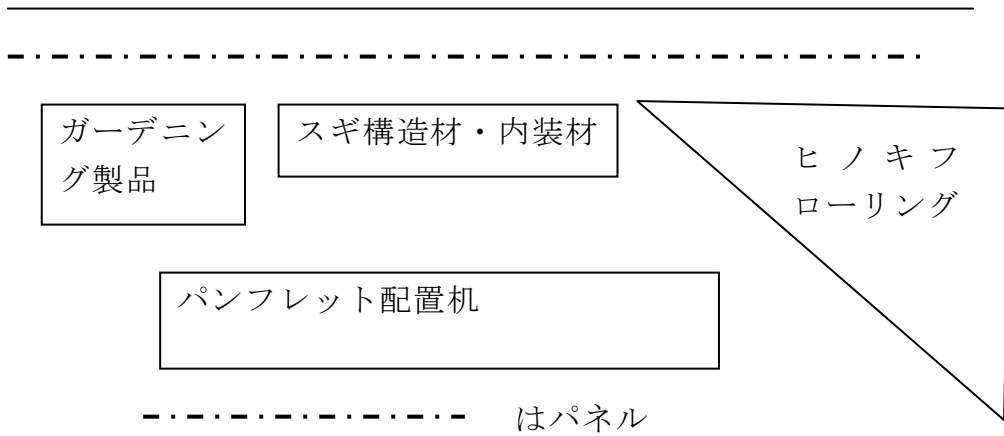 ガーデニン
グ製品
スギ構造材・内装材
ヒノキフ
ローリング
パンフレット配置机
はパネル